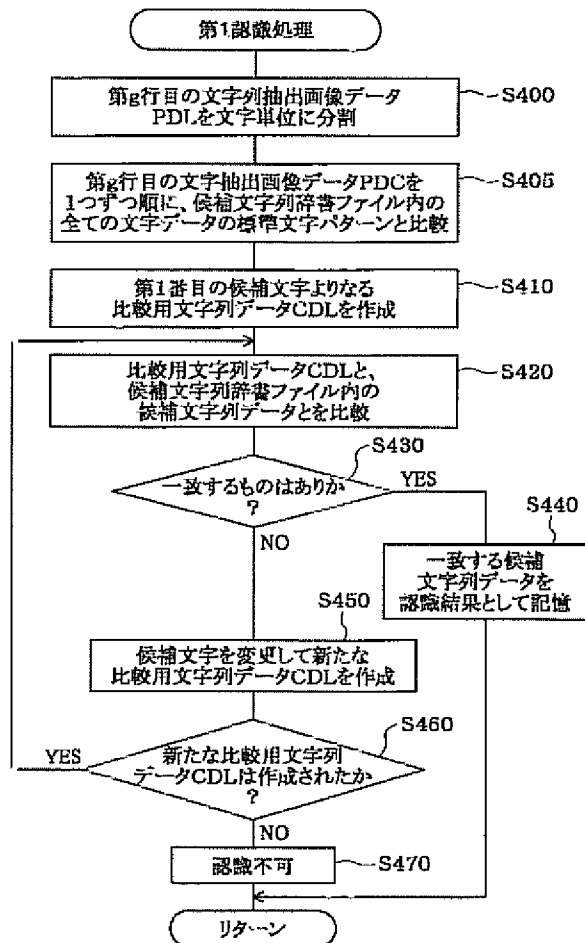 第1認識処理
第g行目の文字列抽出画像データ
PDLを文字単位に分割
S400
第g行目の文字抽出画像データPDCを
1つずつ順に、候補文字列辞書ファイル内の
全ての文字データの標準文字パターンと比較
S405
第1番目の候補文字よりなる
比較用文字列データCDLを作成
S410
比較用文字列データCDLと、
候補文字列辞書ファイル内の
候補文字列データとを比較
S420
S430
一致するものはありか
?
YES
NO
S440
一致する候補
文字列データを
認識結果として記憶
S450
候補文字を変更して新たな
比較用文字列データCDLを作成
S460
新たな比較用文字列
データCDLは作成されたか
?
YES
NO
認識不可
S470
リターン